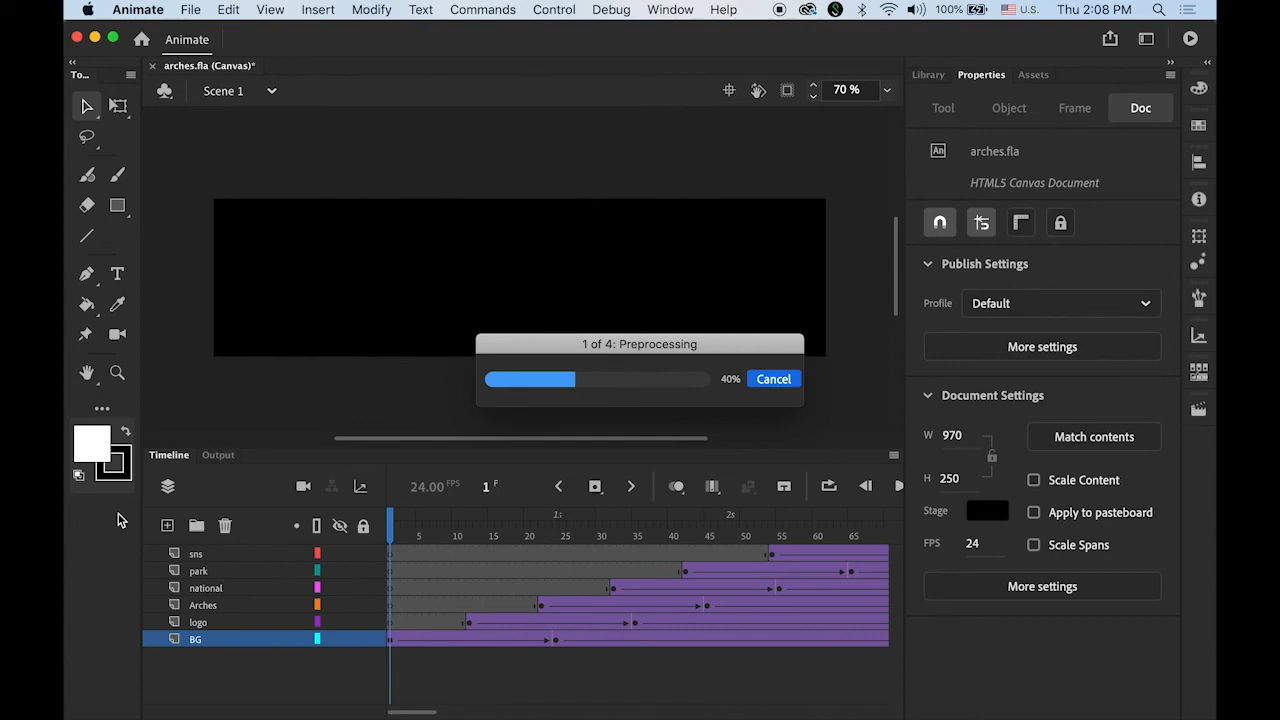 Animate File Edit View Insert Modify Text Commands Control Debug Window Help 100% U.S. Thu 2:08 PM
Animate
To...
arches.fla (Canvas)*
Scene 1
70 %
Library Properties Assets
Tool Object Frame Doc
An arches.fla
HTML5 Canvas Document
Publish Settings
Profile Default
More settings
Document Settings
W 970
Match contents
H 250
Scale Content
Stage
Apply to pasteboard
FPS 24
Scale Spans
More settings
1 of 4: Preprocessing
40% Cancel
T
Timeline Output
24.00 FPS 1 F
1s 2s
5 10 15 20 25 30 35 40 45 50 55 60 65
sns
park
national
Arches
logo
BG